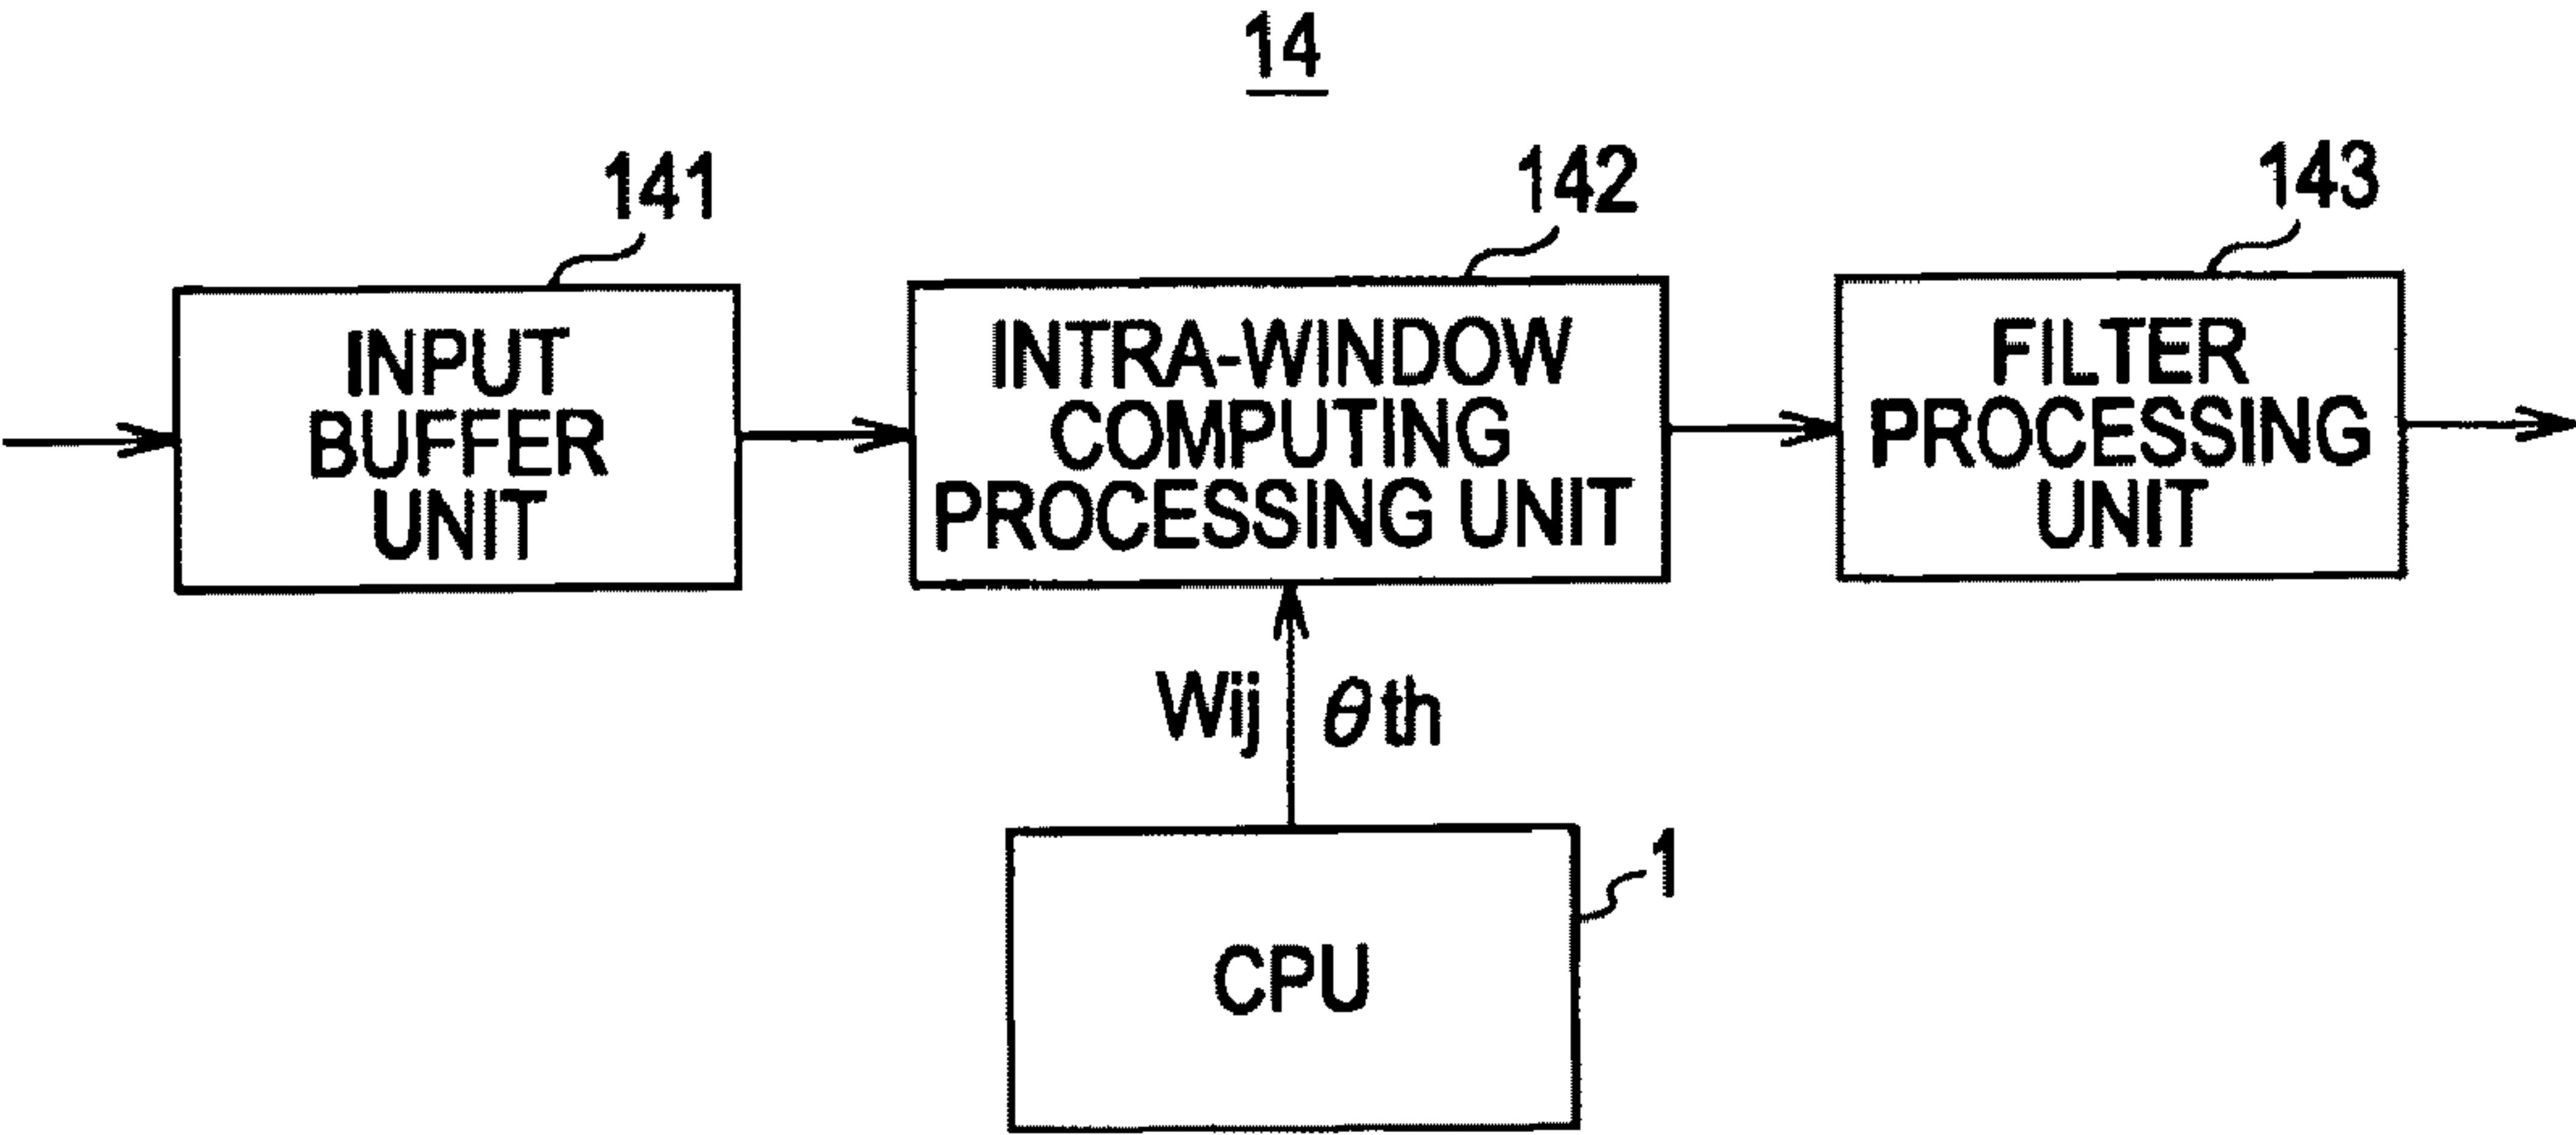 14
141
142
143
INPUT
BUFFER
UNIT
INTRA-WINDOW
COMPUTING
PROCESSING UNIT
FILTER
PROCESSING
UNIT
Wij θth
1
CPU